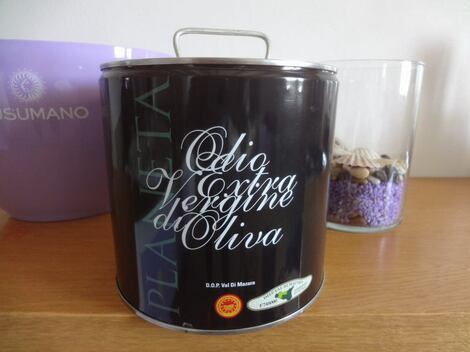 USUMANO
PLANETA
Olio
Extra
Vergine
di Oliva
D.O.P. Val Di Mazara